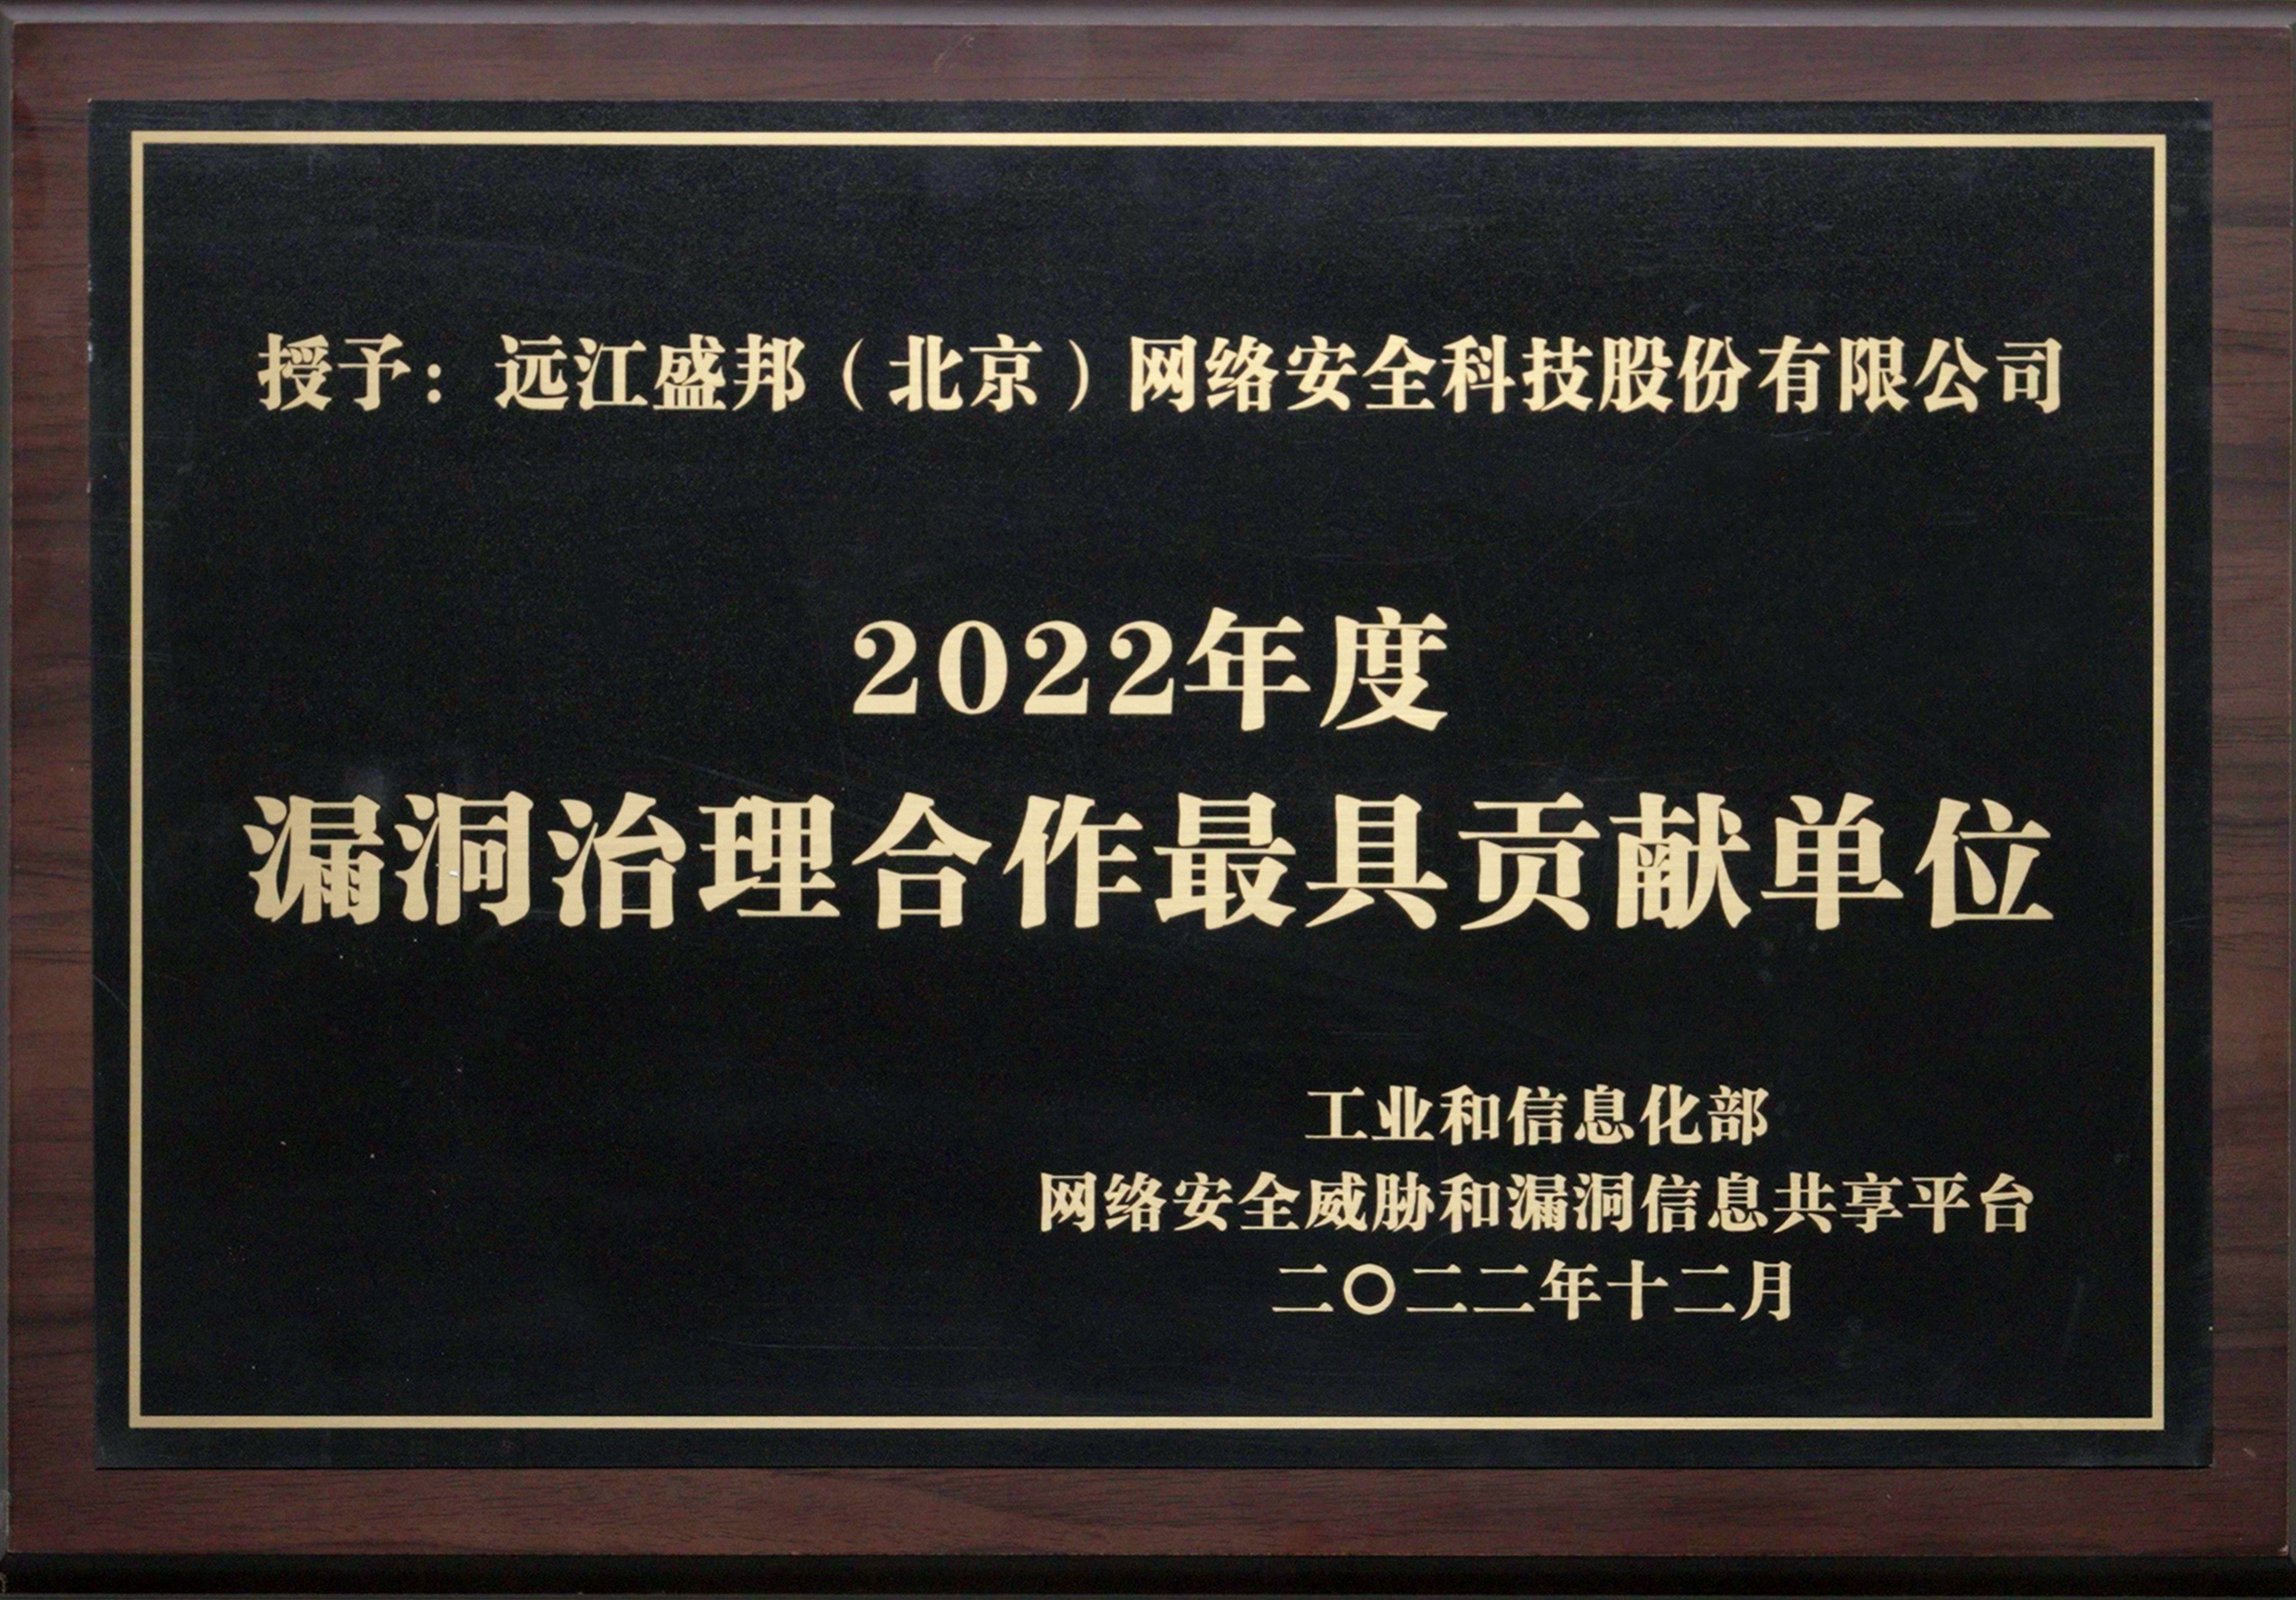 授予：远江盛邦（北京）网络安全科技股份有限公司
2022年度
漏洞治理合作最具贡献单位
工业和信息化部
网络安全威胁和漏洞信息共享平台
二〇二二年十二月